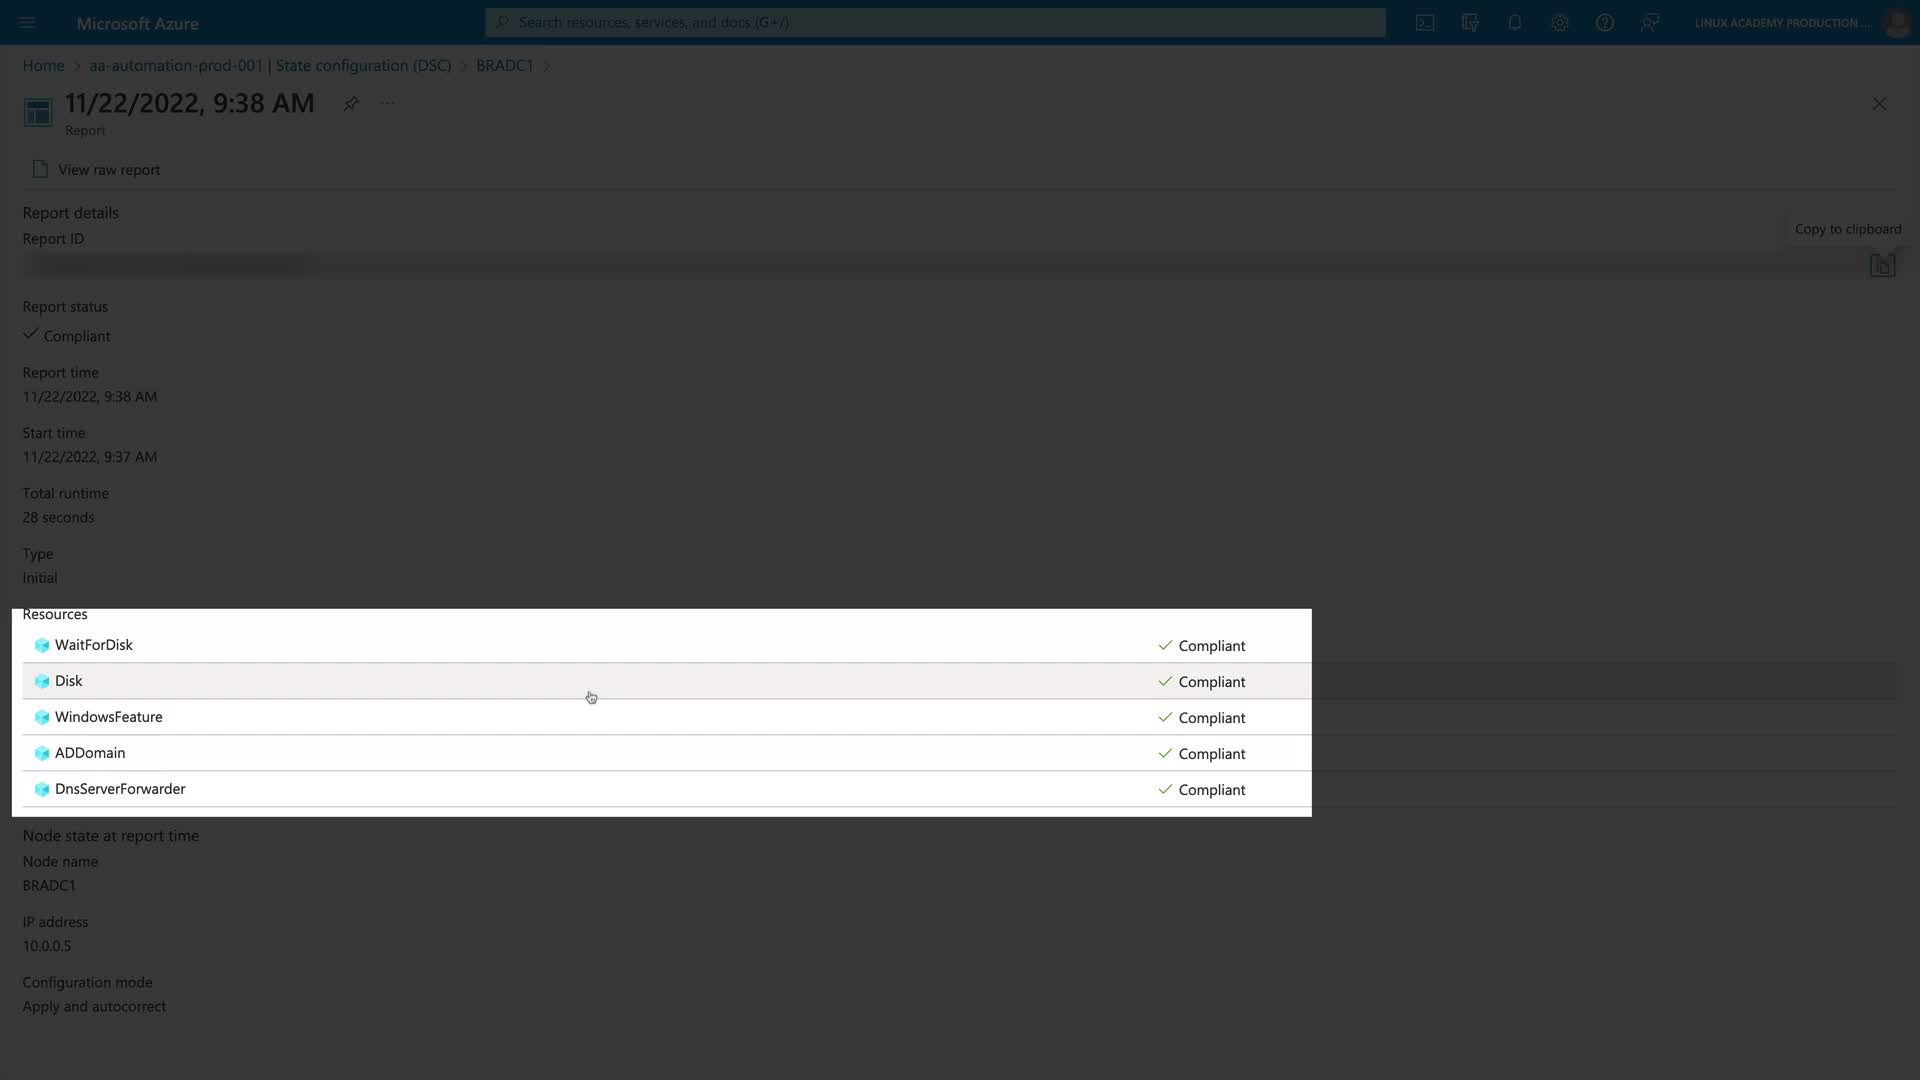 Microsoft Azure
Search resources, services, and docs (G+/)
LINUX ACADEMY PRODUCTION ...
Home > aa-automation-prod-001 | State configuration (DSC) > BRADC1 >
11/22/2022, 9:38 AM
Report
View raw report
Report details
Report ID
Copy to clipboard
Report status
Compliant
Report time
11/22/2022, 9:38 AM
Start time
11/22/2022, 9:37 AM
Total runtime
28 seconds
Type
Initial
Resources
WaitForDisk Compliant
Disk Compliant
WindowsFeature Compliant
ADDomain Compliant
DnsServerForwarder Compliant
Node state at report time
Node name
BRADC1
IP address
10.0.0.5
Configuration mode
Apply and autocorrect